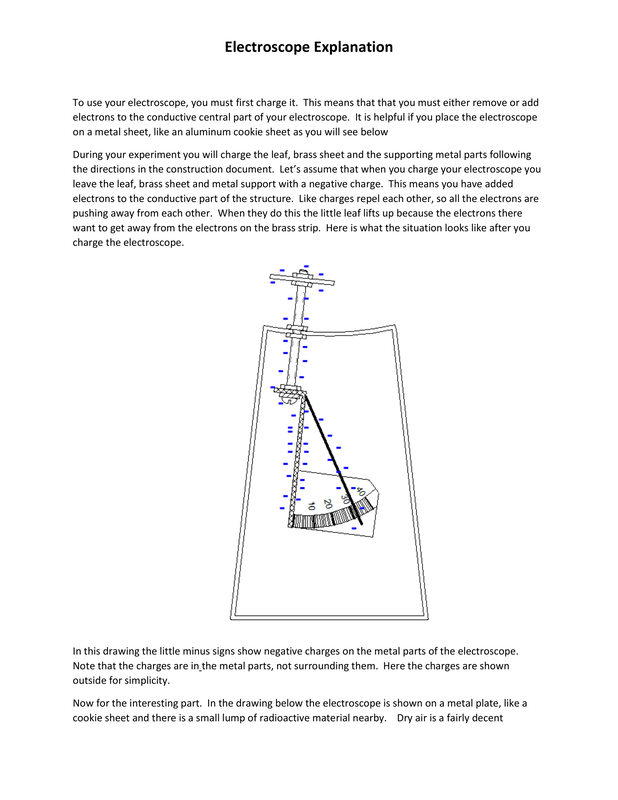 Electroscope Explanation
To use your electroscope, you must first charge it.  This means that that you must either remove or add
electrons to the conductive central part of your electroscope.  It is helpful if you place the electroscope
on a metal sheet, like an aluminum cookie sheet as you will see below
During your experiment you will charge the leaf, brass sheet and the supporting metal parts following
the directions in the construction document.  Let’s assume that when you charge your electroscope you
leave the leaf, brass sheet and metal support with a negative charge.  This means you have added
electrons to the conductive part of the structure.  Like charges repel each other, so all the electrons are
pushing away from each other.  When they do this the little leaf lifts up because the electrons there
want to get away from the electrons on the brass strip.  Here is what the situation looks like after you
charge the electroscope.
10
20
30
40
In this drawing the little minus signs show negative charges on the metal parts of the electroscope.
Note that the charges are in the metal parts, not surrounding them.  Here the charges are shown
outside for simplicity.
Now for the interesting part.  In the drawing below the electroscope is shown on a metal plate, like a
cookie sheet and there is a small lump of radioactive material nearby.    Dry air is a fairly decent